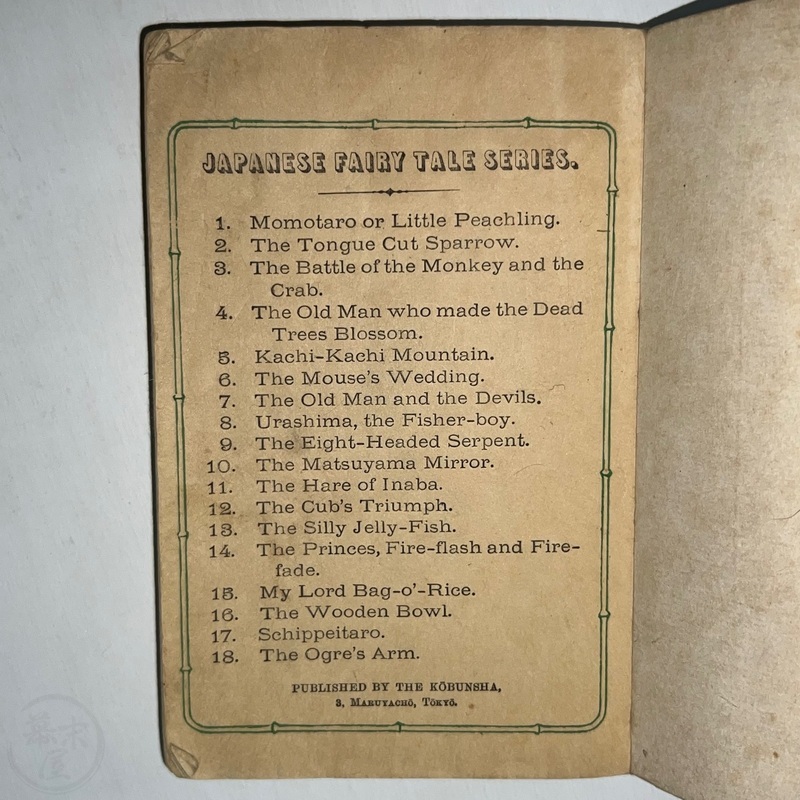 JAPANESE FAIRY TALE SERIES.
1. Momotaro or Little Peachling.
2. The Tongue Cut Sparrow.
3. The Battle of the Monkey and the
Crab.
4. The Old Man who made the Dead
Trees Blossom.
5. Kachi-Kachi Mountain.
6. The Mouse's Wedding.
7. The Old Man and the Devils.
8. Urashima, the Fisher-boy.
9. The Eight-Headed Serpent.
10. The Matsuyama Mirror.
11. The Hare of Inaba.
12. The Cub's Triumph.
13. The Silly Jelly-Fish.
14. The Princes, Fire-flash and Fire-
fade.
15. My Lord Bag-o'-Rice.
16. The Wooden Bowl.
17. Schippeitaro.
18. The Ogre's Arm.
PUBLISHED BY THE KŌBUNSHA,
3, MARUYACHŌ, TŌKYŌ.
幕末屋